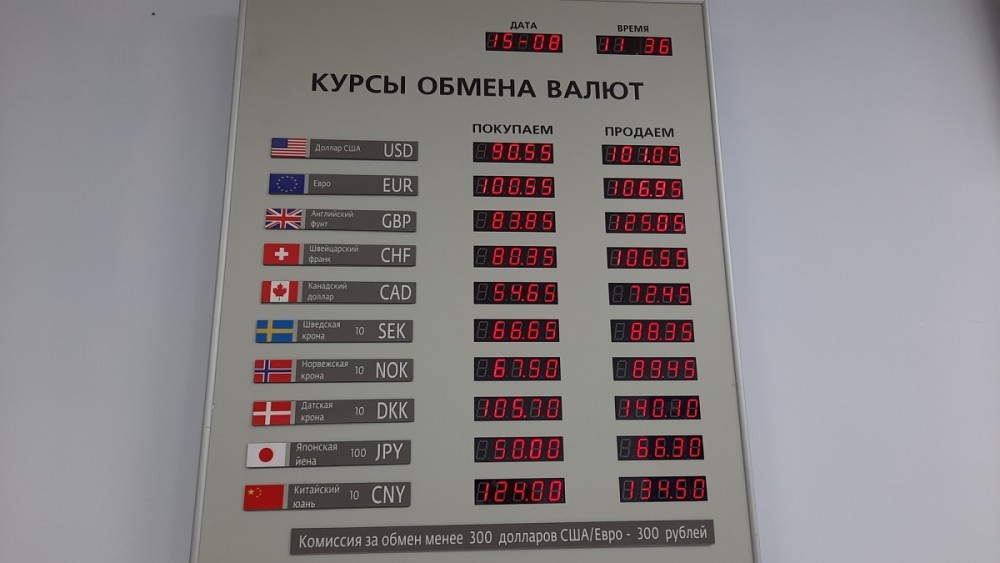 ДАТА ВРЕМЯ
15-08 11 36
КУРСЫ ОБМЕНА ВАЛЮТ
ПОКУПАЕМ ПРОДАЕМ
Доллар США USD 90.55 101.05
Евро EUR 100.55 106.95
Английский фунт GBP 83.85 125.05
Швейцарский франк CHF 80.35 106.55
Канадский доллар CAD 54.65 72.45
Шведская крона 10 SEK 66.65 88.35
Норвежская крона 10 NOK 67.50 89.45
Датская крона 10 DKK 105.70 140.10
Японская йена 100 JPY 50.00 66.30
Китайский юань 10 CNY 124.00 134.50
Комиссия за обмен менее 300 долларов США/Евро - 300 рублей